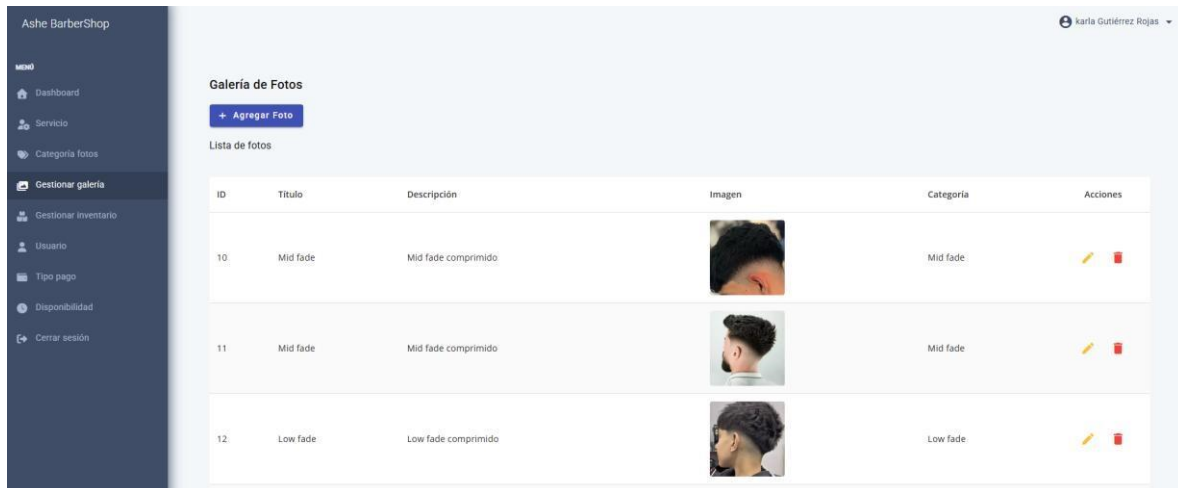 Ashe BarberShop
karla Gutiérrez Rojas
MENÚ
Dashboard
Servicio
Categoría fotos
Gestionar galería
Gestionar inventario
Usuario
Tipo pago
Disponibilidad
Cerrar sesión
Galería de Fotos
+ Agregar Foto
Lista de fotos
ID Título Descripción Imagen Categoría Acciones
10 Mid fade Mid fade comprimido Mid fade
11 Mid fade Mid fade comprimido Mid fade
12 Low fade Low fade comprimido Low fade